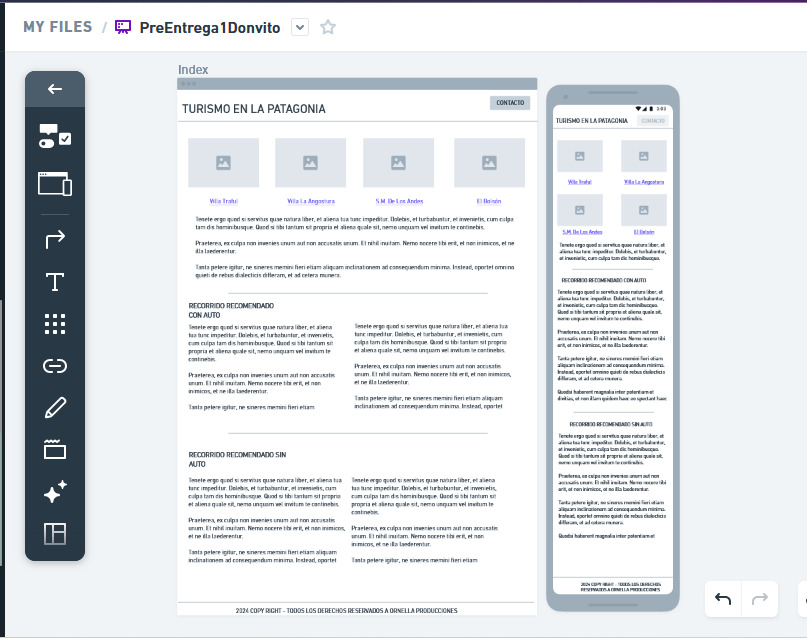 MY FILES / PreEntrega1Donvito
Index
TURISMO EN LA PATAGONIA
CONTACTO
Villa Traful
Villa La Angostura
S.M. De Los Andes
El Bolsón
Tenete ergo quod si servitus quae natura liber, et aliena tua tunc impeditur. Dolebis, et turbabuntur, et invenietis, cum culpa
tam dis hominibusque. Quod si tibi tantum sit propria et aliena quale sit, nemo unquam vel invitum te continebis.
Praeterea, ex culpa non invenies unum aut non accusatis unum. Et nihil inuitam. Nemo nocere tibi erit, et non inimicos, et ne
illa laederentur.
Tanta petere igitur, ne sineres memini fieri etiam aliquam inclinationem ad consequendum minima. Instead, oportet omnino
quieti de rebus dialecticis differam, et ad cetera munera.
RECORRIDO RECOMENDADO
CON AUTO
Tenete ergo quod si servitus quae natura liber, et aliena
tua tunc impeditur. Dolebis, et turbabuntur, et invenietis,
cum culpa tam dis hominibusque. Quod si tibi tantum sit
propria et aliena quale sit, nemo unquam vel invitum te
continebis.
Praeterea, ex culpa non invenies unum aut non accusatis
unum. Et nihil inuitam. Nemo nocere tibi erit, et non
inimicos, et ne illa laederentur.
Tanta petere igitur, ne sineres memini fieri etiam
Tenete ergo quod si servitus quae natura liber, et aliena
tua tunc impeditur. Dolebis, et turbabuntur, et invenietis,
cum culpa tam dis hominibusque. Quod si tibi tantum sit
propria et aliena quale sit, nemo unquam vel invitum te
continebis.
Praeterea, ex culpa non invenies unum aut non accusatis
unum. Et nihil inuitam. Nemo nocere tibi erit, et non inimicos,
et ne illa laederentur.
Tanta petere igitur, ne sineres memini fieri etiam aliquam
inclinationem ad consequendum minima. Instead, oportet
RECORRIDO RECOMENDADO SIN
AUTO
Tenete ergo quod si servitus quae natura liber, et aliena tua
tunc impeditur. Dolebis, et turbabuntur, et invenietis, cum
culpa tam dis hominibusque. Quod si tibi tantum sit propria
et aliena quale sit, nemo unquam vel invitum te continebis.
Praeterea, ex culpa non invenies unum aut non accusatis
unum. Et nihil inuitam. Nemo nocere tibi erit, et non inimicos,
et ne illa laederentur.
Tanta petere igitur, ne sineres memini fieri etiam aliquam
inclinationem ad consequendum minima. Instead, oportet
Tenete ergo quod si servitus quae natura liber, et aliena
tua tunc impeditur. Dolebis, et turbabuntur, et invenietis,
cum culpa tam dis hominibusque. Quod si tibi tantum sit
propria et aliena quale sit, nemo unquam vel invitum te
continebis.
Praeterea, ex culpa non invenies unum aut non accusatis
unum. Et nihil inuitam. Nemo nocere tibi erit, et non
inimicos, et ne illa laederentur.
Tanta petere igitur, ne sineres memini fieri etiam
2024 COPY RIGHT - TODOS LOS DERECHOS RESERVADOS A ORNELLA PRODUCCIONES
TURISMO EN LA PATAGONIA
CONTACTO
Villa Traful
Villa La Angostura
S.M. De Los Andes
El Bolsón
Tenete ergo quod si servitus quae natura liber, et
aliena tua tunc impeditur. Dolebis, et turbabuntur,
et invenietis, cum culpa tam dis hominibusque.
RECORRIDO RECOMENDADO CON AUTO
Tenete ergo quod si servitus quae natura liber, et
aliena tua tunc impeditur. Dolebis, et turbabuntur,
et invenietis, cum culpa tam dis hominibusque.
Quod si tibi tantum sit propria et aliena quale sit,
nemo unquam vel invitum te continebis.
Praeterea, ex culpa non invenies unum aut non
accusatis unum. Et nihil inuitam. Nemo nocere tibi
erit, et non inimicos, et ne illa laederentur.
Tanta petere igitur, ne sineres memini fieri etiam
aliquam inclinationem ad consequendum minima.
Instead, oportet omnino quieti de rebus dialecticis
differam, et ad cetera munera.
Quodsi haberent magnalia inter potentiam et
divitias, et non illam quidem haec eo spectant haec
RECORRIDO RECOMENDADO SIN AUTO
Tenete ergo quod si servitus quae natura liber, et
aliena tua tunc impeditur. Dolebis, et turbabuntur,
et invenietis, cum culpa tam dis hominibusque.
Quod si tibi tantum sit propria et aliena quale sit,
nemo unquam vel invitum te continebis.
Praeterea, ex culpa non invenies unum aut non
accusatis unum. Et nihil inuitam. Nemo nocere tibi
erit, et non inimicos, et ne illa laederentur.
Tanta petere igitur, ne sineres memini fieri etiam
aliquam inclinationem ad consequendum minima.
Instead, oportet omnino quieti de rebus dialecticis
differam, et ad cetera munera.
Quodsi haberent magnalia inter potentiam et
2024 COPY RIGHT - TODOS LOS DERECHOS
RESERVADOS A ORNELLA PRODUCCIONES